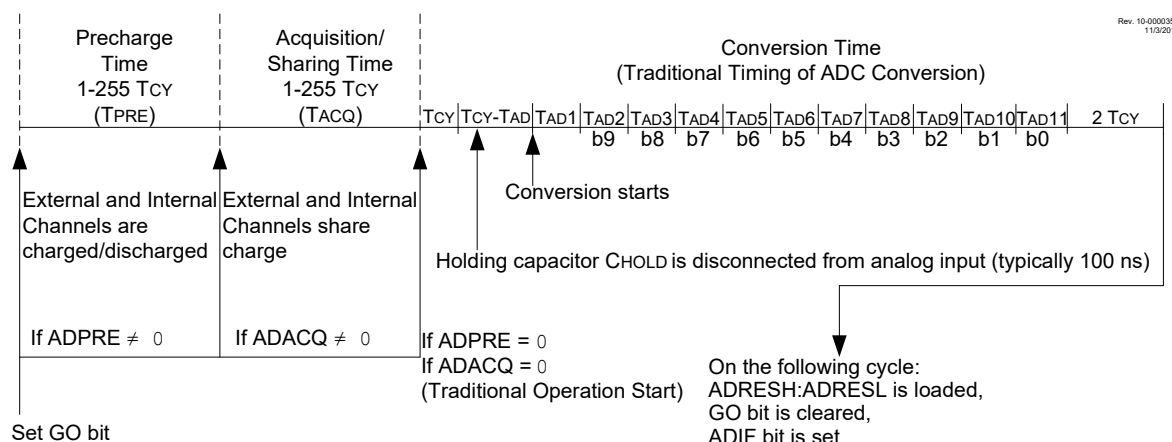 Rev. 10-000035
11/3/201
Precharge
Time
1-255 TCY
(TPRE)
Acquisition/
Sharing Time
1-255 TCY
(TACQ)
Conversion Time
(Traditional Timing of ADC Conversion)
TCY TCY-TAD TAD1 TAD2 TAD3 TAD4 TAD5 TAD6 TAD7 TAD8 TAD9 TAD10 TAD11 2 TCY
b9 b8 b7 b6 b5 b4 b3 b2 b1 b0
External and Internal
Channels are
charged/discharged
External and Internal
Channels share
charge
Conversion starts
Holding capacitor CHOLD is disconnected from analog input (typically 100 ns)
If ADPRE ≠ 0
If ADACQ ≠ 0
If ADPRE = 0
If ADACQ = 0
(Traditional Operation Start)
On the following cycle:
ADRESH:ADRESL is loaded,
GO bit is cleared,
ADIF bit is set
Set GO bit